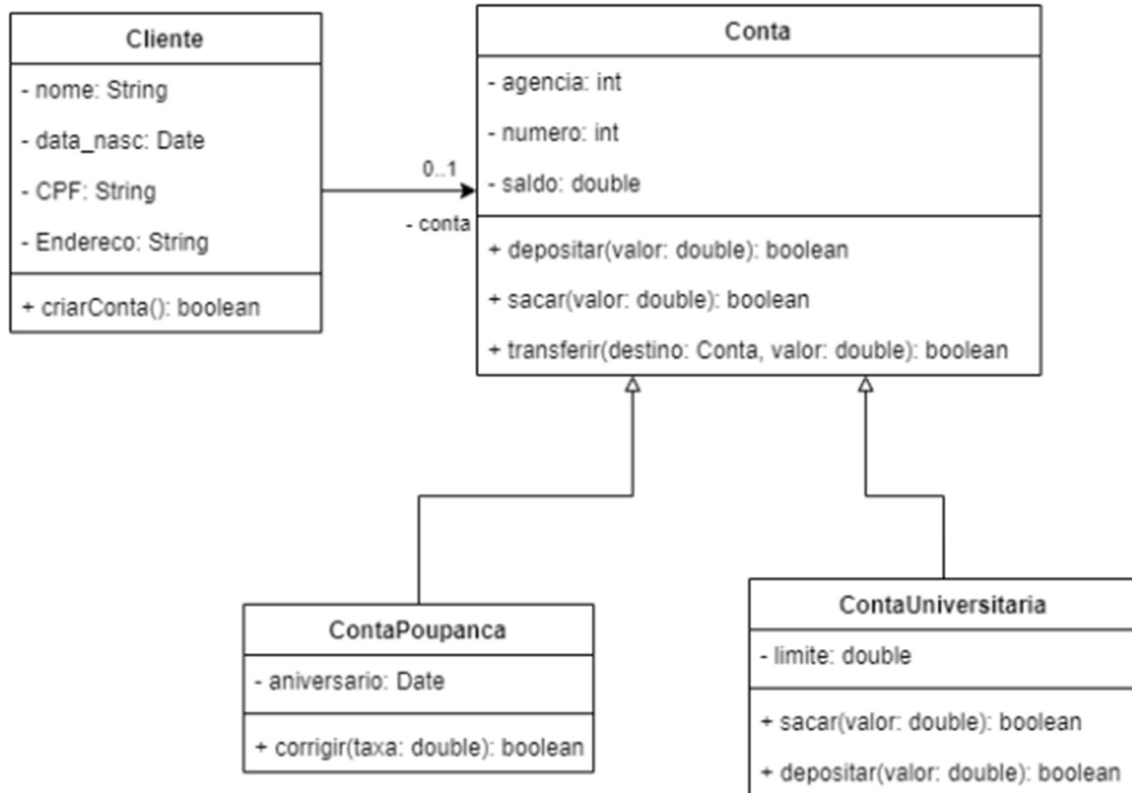 Cliente
- nome: String
- data_nasc: Date
- CPF: String
- Endereco: String
+ criarConta(): boolean
0..1
- conta
Conta
- agencia: int
- numero: int
- saldo: double
+ depositar(valor: double): boolean
+ sacar(valor: double): boolean
+ transferir(destino: Conta, valor: double): boolean
ContaPoupanca
- aniversario: Date
+ corrigir(taxa: double): boolean
ContaUniversitaria
- limite: double
+ sacar(valor: double): boolean
+ depositar(valor: double): boolean